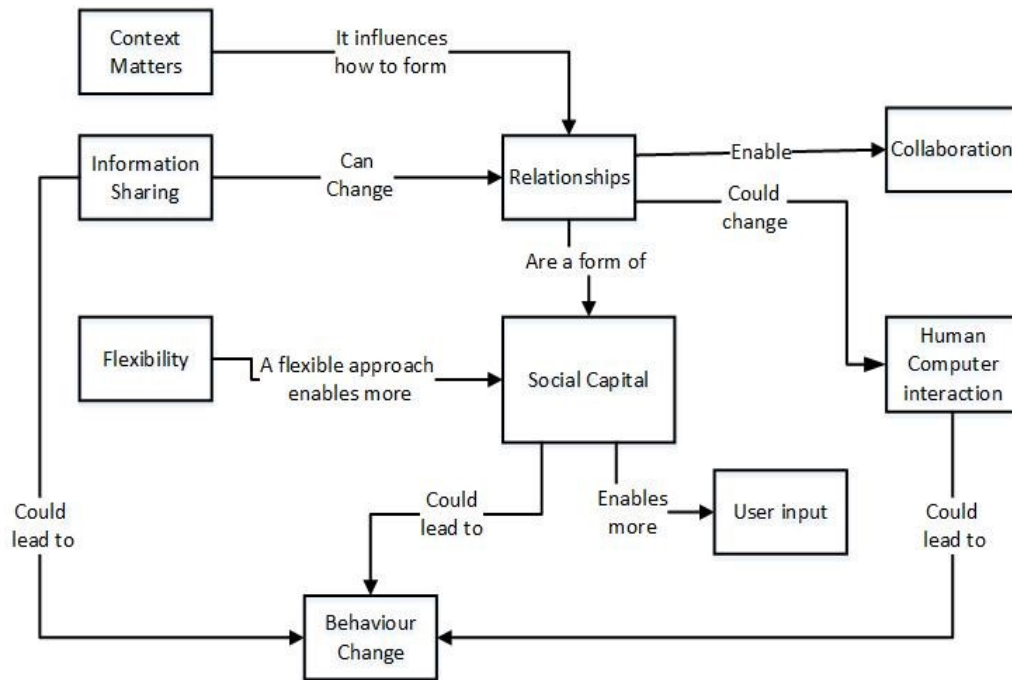 Context
Matters
It influences
how to form
Information
Sharing
Can
Change
Relationships
Enable
Collaboration
Could
change
Are a form of
Flexibility
A flexible approach
enables more
Social Capital
Human
Computer
interaction
Could
lead to
Could
lead to
Enables
more
User input
Could
lead to
Behaviour
Change